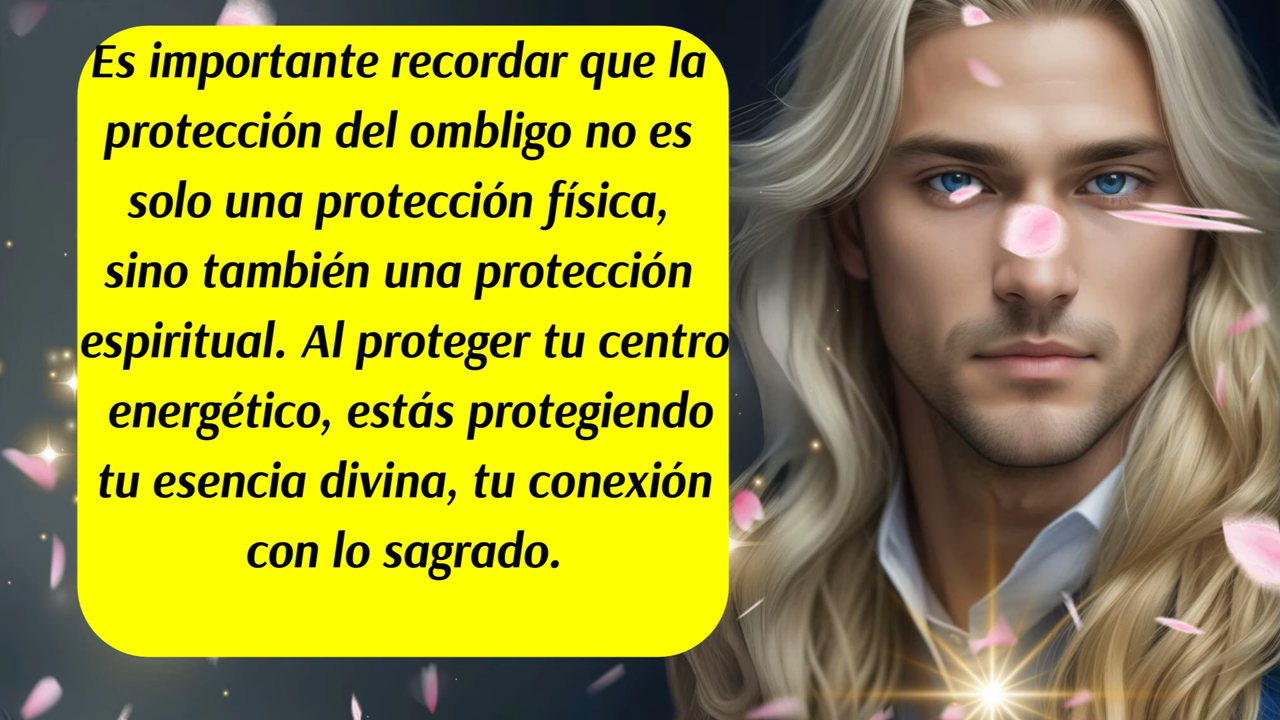 Es importante recordar que la
protección del ombligo no es
solo una protección física,
sino también una protección
espiritual. Al proteger tu centro
energético, estás protegiendo
tu esencia divina, tu conexión
con lo sagrado.